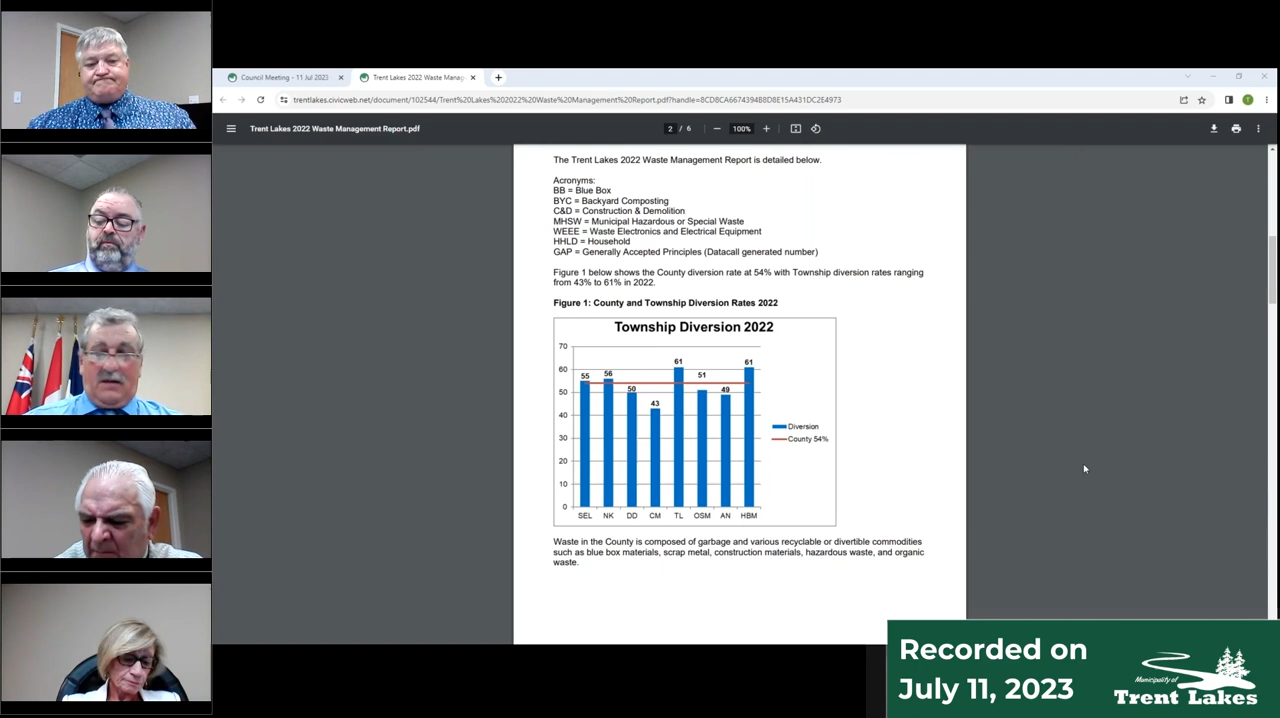 Council Meeting - 11 Jul 2023
Trent Lakes 2022 Waste Manag
trentlakes.civicweb.net/document/102544/Trent%20Lakes%202022%20Waste%20Management%20Report.pdf?handle=8CD8CA6674394B8D8E15A431DC2E4973
Trent Lakes 2022 Waste Management Report.pdf
2 / 6
100%
The Trent Lakes 2022 Waste Management Report is detailed below.
Acronyms:
BB = Blue Box
BYC = Backyard Composting
C&D = Construction & Demolition
MHSW = Municipal Hazardous or Special Waste
WEEE = Waste Electronics and Electrical Equipment
HHLD = Household
GAP = Generally Accepted Principles (Datacall generated number)
Figure 1 below shows the County diversion rate at 54% with Township diversion rates ranging
from 43% to 61% in 2022.
Figure 1: County and Township Diversion Rates 2022
Township Diversion 2022
70
60
50
40
30
20
10
0
55 56 50 43 61 51 49 61
SEL NK DD CM TL OSM AN HBM
Diversion
County 54%
Waste in the County is composed of garbage and various recyclable or divertible commodities
such as blue box materials, scrap metal, construction materials, hazardous waste, and organic
waste.
Recorded on
July 11, 2023
Municipality of
Trent Lakes